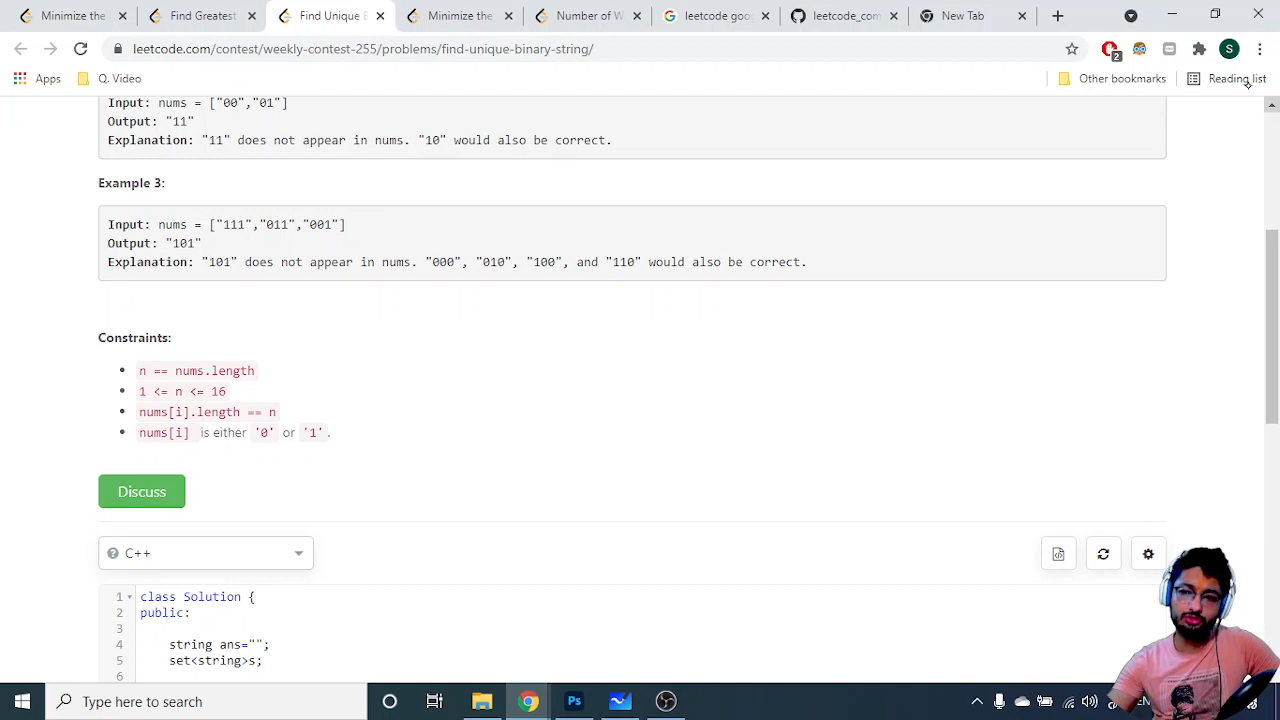 Minimize the
Find Greatest
Find Unique B
Minimize the
Number of W
leetcode goo
leetcode_com
New Tab
leetcode.com/contest/weekly-contest-255/problems/find-unique-binary-string/
2
S
Apps
Q. Video
Other bookmarks
Reading list
Input: nums = ["00","01"]
Output: "11"
Explanation: "11" does not appear in nums. "10" would also be correct.
Example 3:
Input: nums = ["111","011","001"]
Output: "101"
Explanation: "101" does not appear in nums. "000", "010", "100", and "110" would also be correct.
Constraints:
n == nums.length
1 <= n <= 16
nums[i].length == n
nums[i] is either '0' or '1'.
Discuss
C++
1 class Solution {
2 public:
3
4 string ans="";
5 set<string>s;
6
Type here to search
Ps